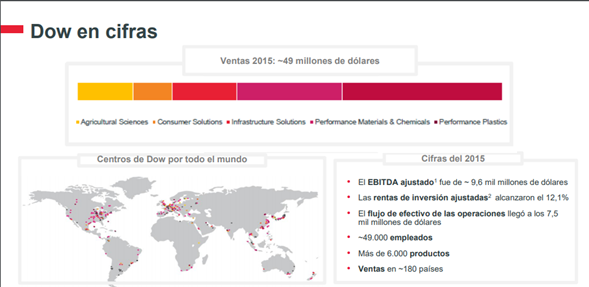 Dow en cifras
Ventas 2015: ~49 millones de dólares
Agricultural Sciences Consumer Solutions Infrastructure Solutions Performance Materials & Chemicals Performance Plastics
Centros de Dow por todo el mundo
Cifras del 2015
• El EBITDA ajustado¹ fue de ~ 9,6 mil millones de dólares
• Las rentas de inversión ajustadas² alcanzaron el 12,1%
• El flujo de efectivo de las operaciones llegó a los 7,5
mil millones de dólares
• ~49.000 empleados
• Más de 6.000 productos
• Ventas en ~180 países